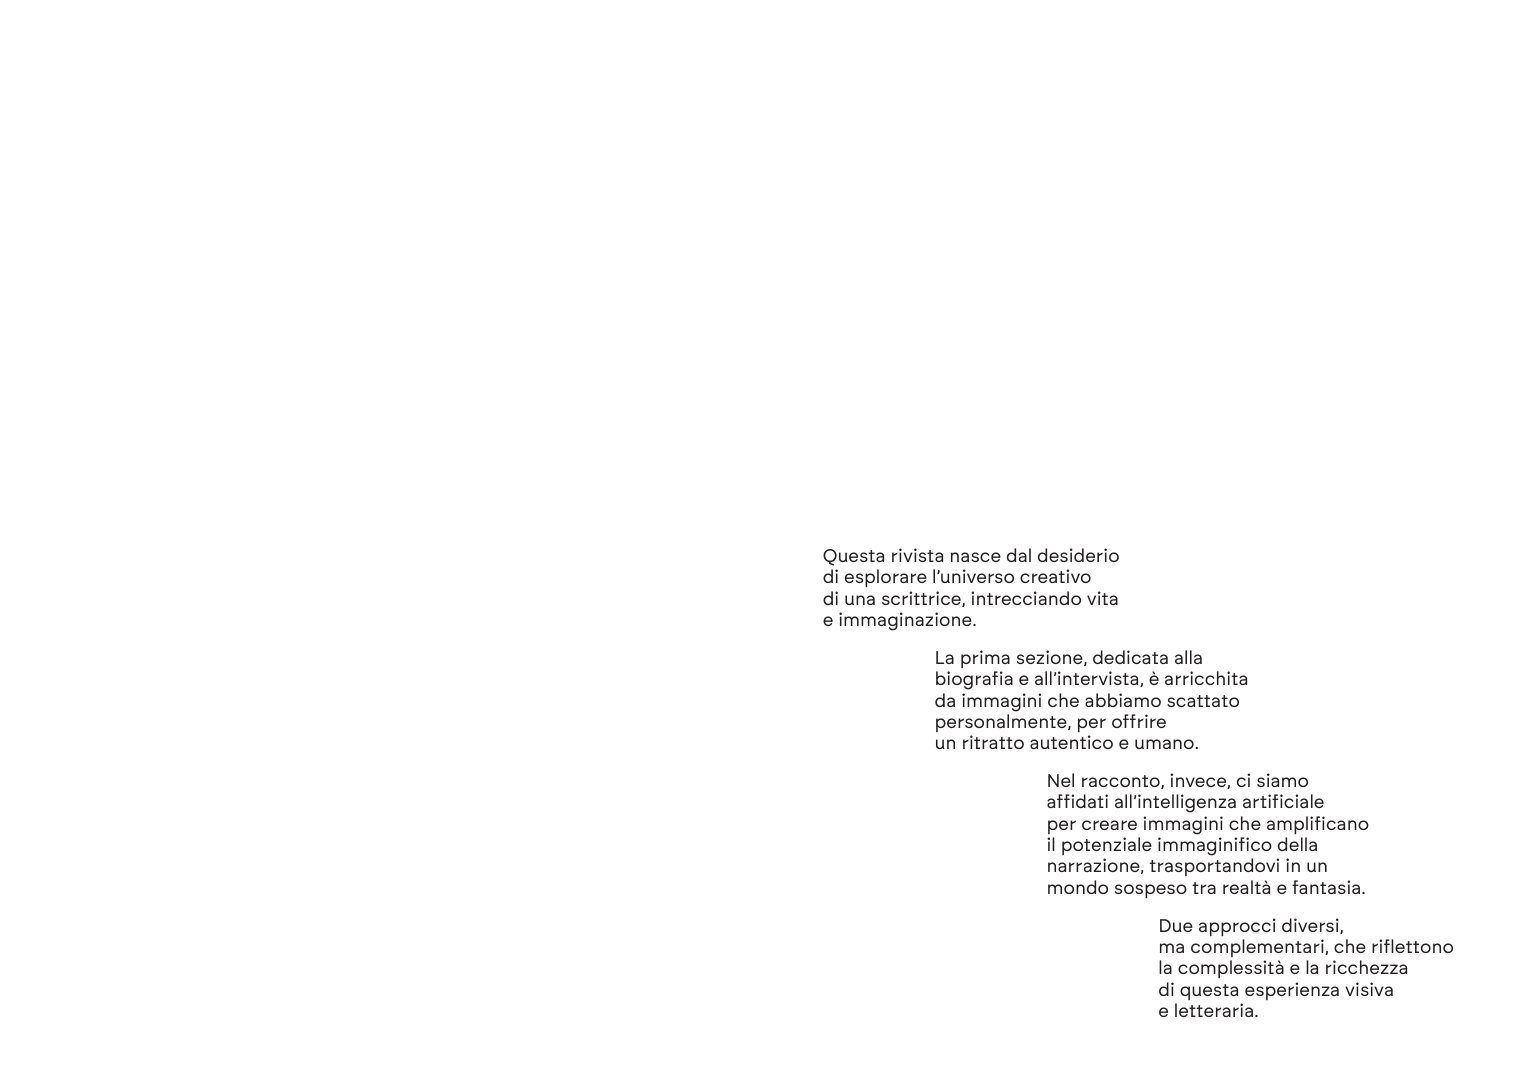 Questa rivista nasce dal desiderio
di esplorare l’universo creativo
di una scrittrice, intrecciando vita
e immaginazione.
La prima sezione, dedicata alla
biografia e all’intervista, è arricchita
da immagini che abbiamo scattato
personalmente, per offrire
un ritratto autentico e umano.
Nel racconto, invece, ci siamo
affidati all’intelligenza artificiale
per creare immagini che amplificano
il potenziale immaginifico della
narrazione, trasportandovi in un
mondo sospeso tra realtà e fantasia.
Due approcci diversi,
ma complementari, che riflettono
la complessità e la ricchezza
di questa esperienza visiva
e letteraria.